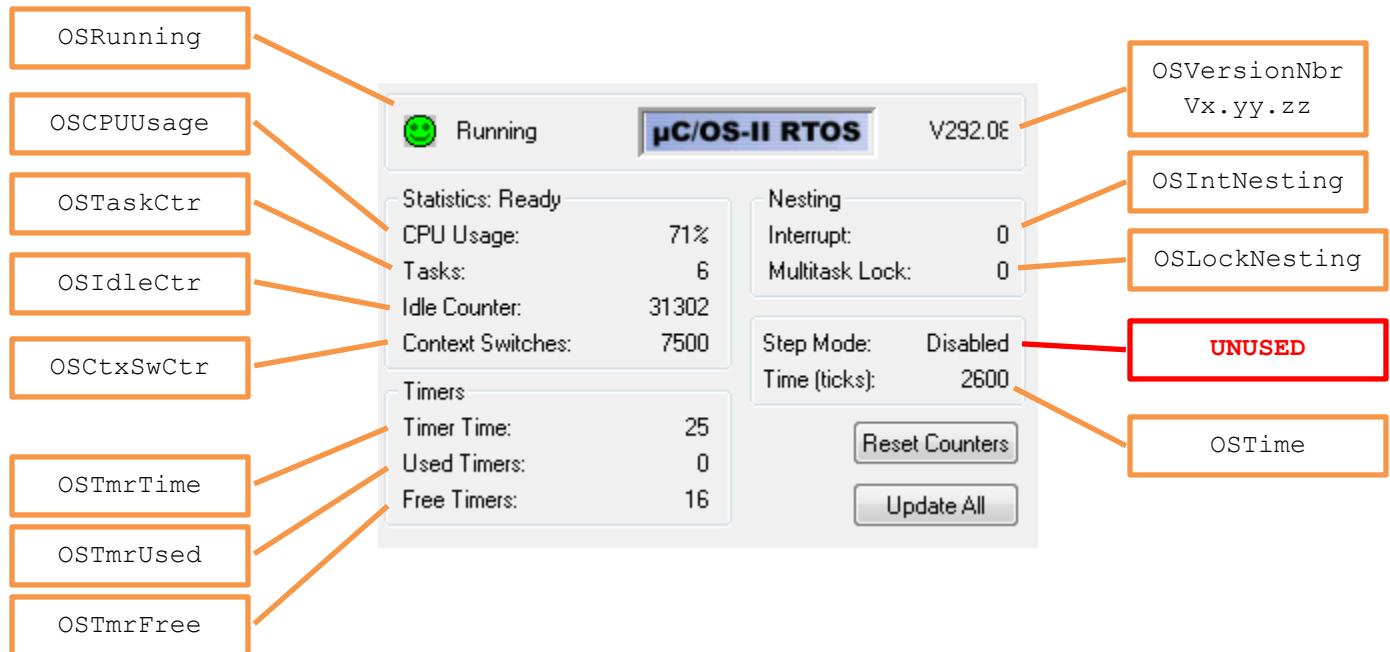 OSRunning
OSCPUUsage
OSTaskCtr
OSIdleCtr
OSCtxSwCtr
OSTmrTime
OSTmrUsed
OSTmrFree
Running
µC/OS-II RTOS
V292.08
Statistics: Ready
CPU Usage: 71%
Tasks: 6
Idle Counter: 31302
Context Switches: 7500
Timers
Timer Time: 25
Used Timers: 0
Free Timers: 16
Nesting
Interrupt: 0
Multitask Lock: 0
Step Mode: Disabled
Time (ticks): 2600
Reset Counters
Update All
OSVersionNbr
Vx.yy.zz
OSIntNesting
OSLockNesting
UNUSED
OSTime